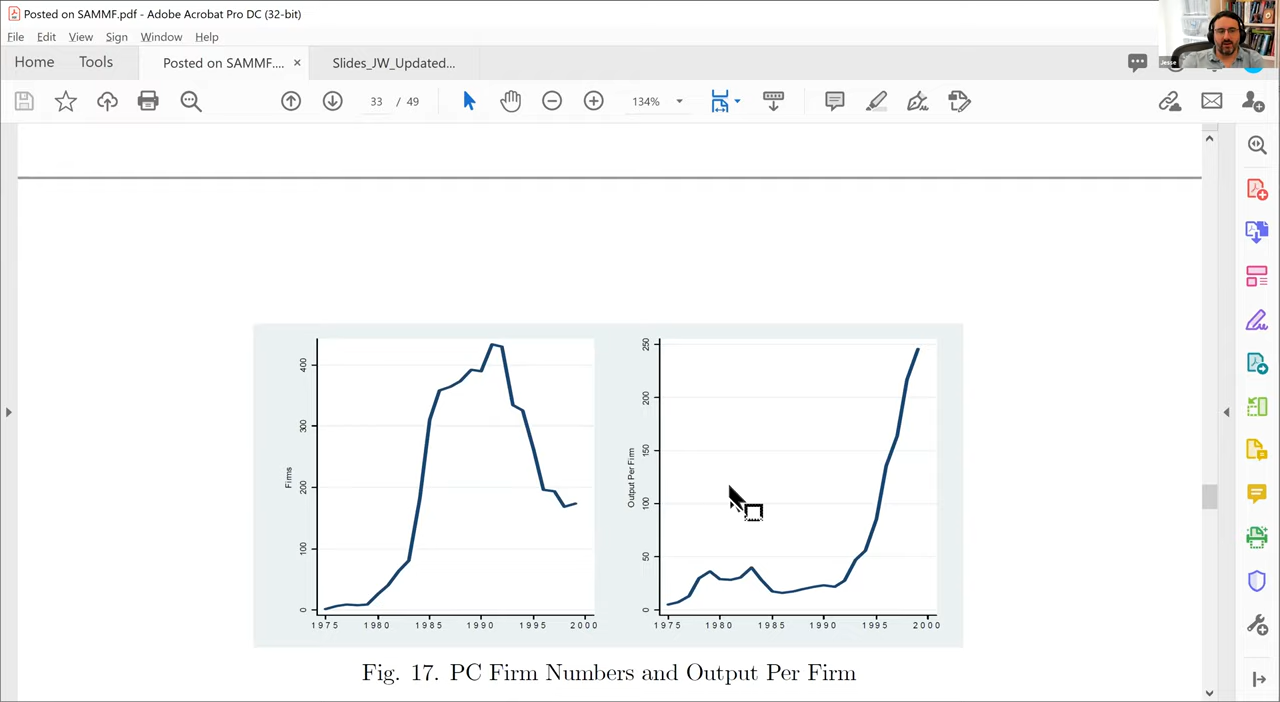 Posted on SAMMF.pdf - Adobe Acrobat Pro DC (32-bit)
File Edit View Sign Window Help
Home Tools Posted on SAMMF.... × Slides_JW_Updated...
33 / 49 134%
Jesse
400
300
200
100
0
Firms
1975 1980 1985 1990 1995 2000
250
200
150
100
50
0
Output Per Firm
1975 1980 1985 1990 1995 2000
Fig. 17. PC Firm Numbers and Output Per Firm